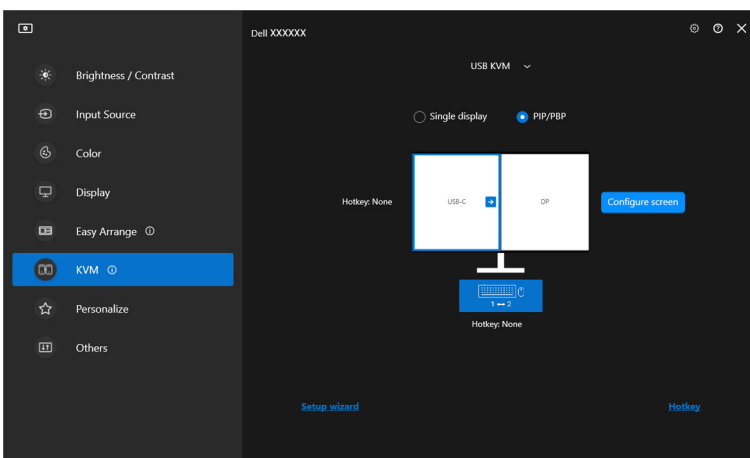 Dell XXXXXX
Brightness / Contrast
Input Source
Color
Display
Easy Arrange
KVM
Personalize
Others
USB KVM
Single display
PIP/PBP
Hotkey: None
USB-C
DP
Configure screen
1 ↔ 2
Hotkey: None
Setup wizard
Hotkey